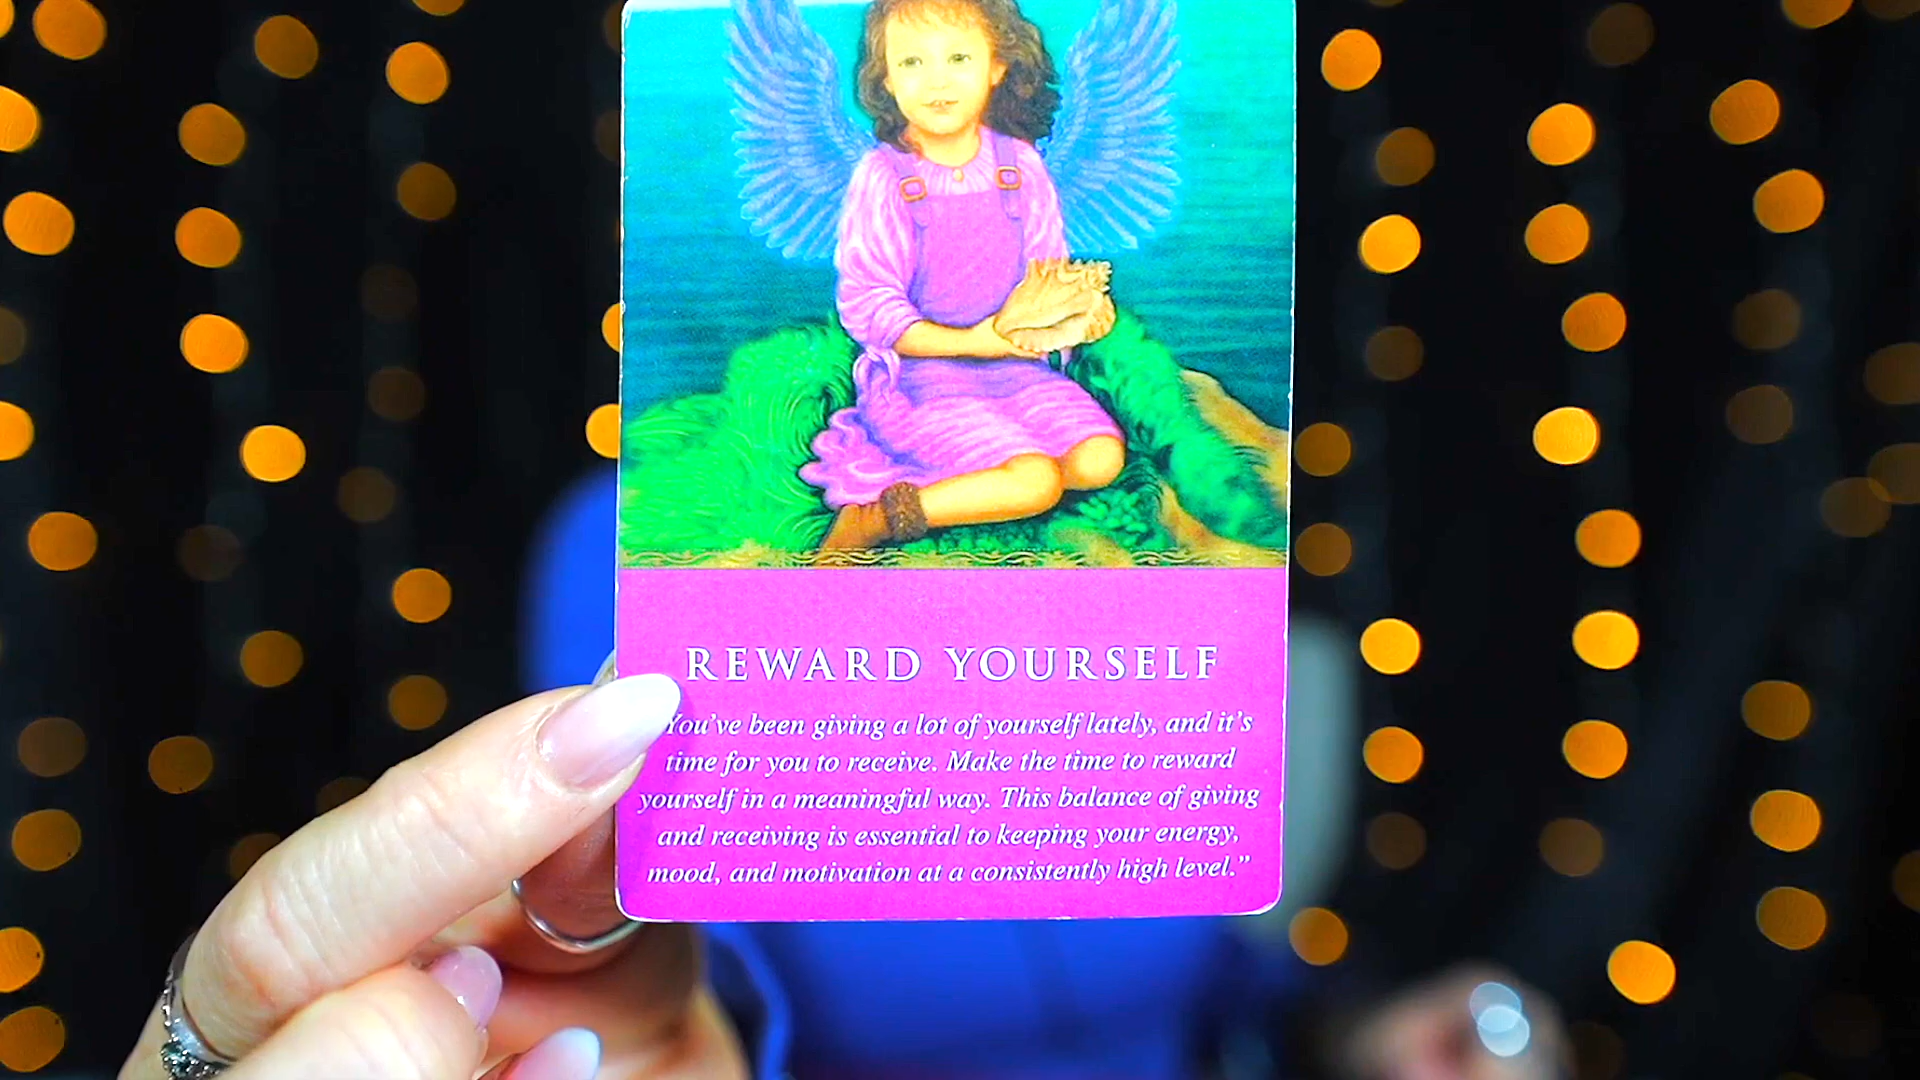 REWARD YOURSELF
You've been giving a lot of yourself lately, and it's
time for you to receive. Make the time to reward
yourself in a meaningful way. This balance of giving
and receiving is essential to keeping your energy,
mood, and motivation at a consistently high level."